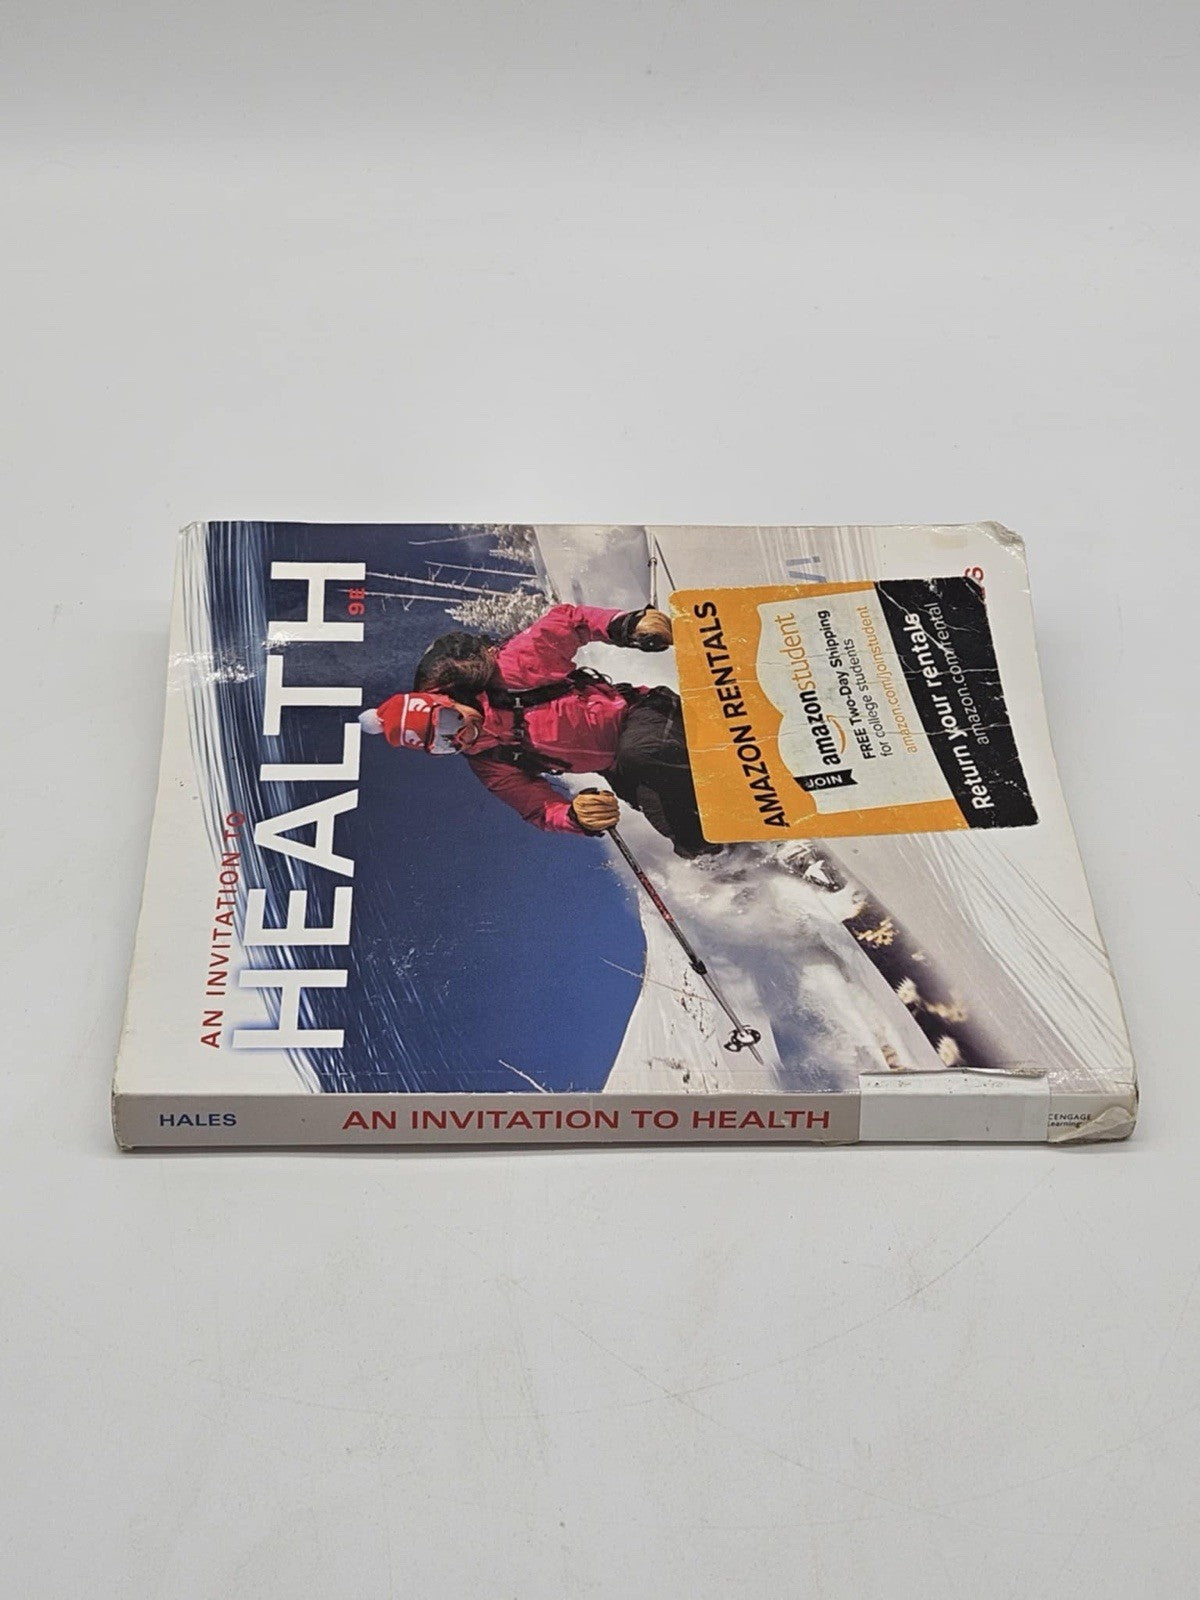 AN INVITATION TO
HEALTH
9E
AMAZON RENTALS
JOIN
amazonstudent
FREE Two-Day Shipping
for college students
amazon.com/joinstudent
Return your rentals
amazon.com/rental
HALES
AN INVITATION TO HEALTH
CENGAGE
Learning